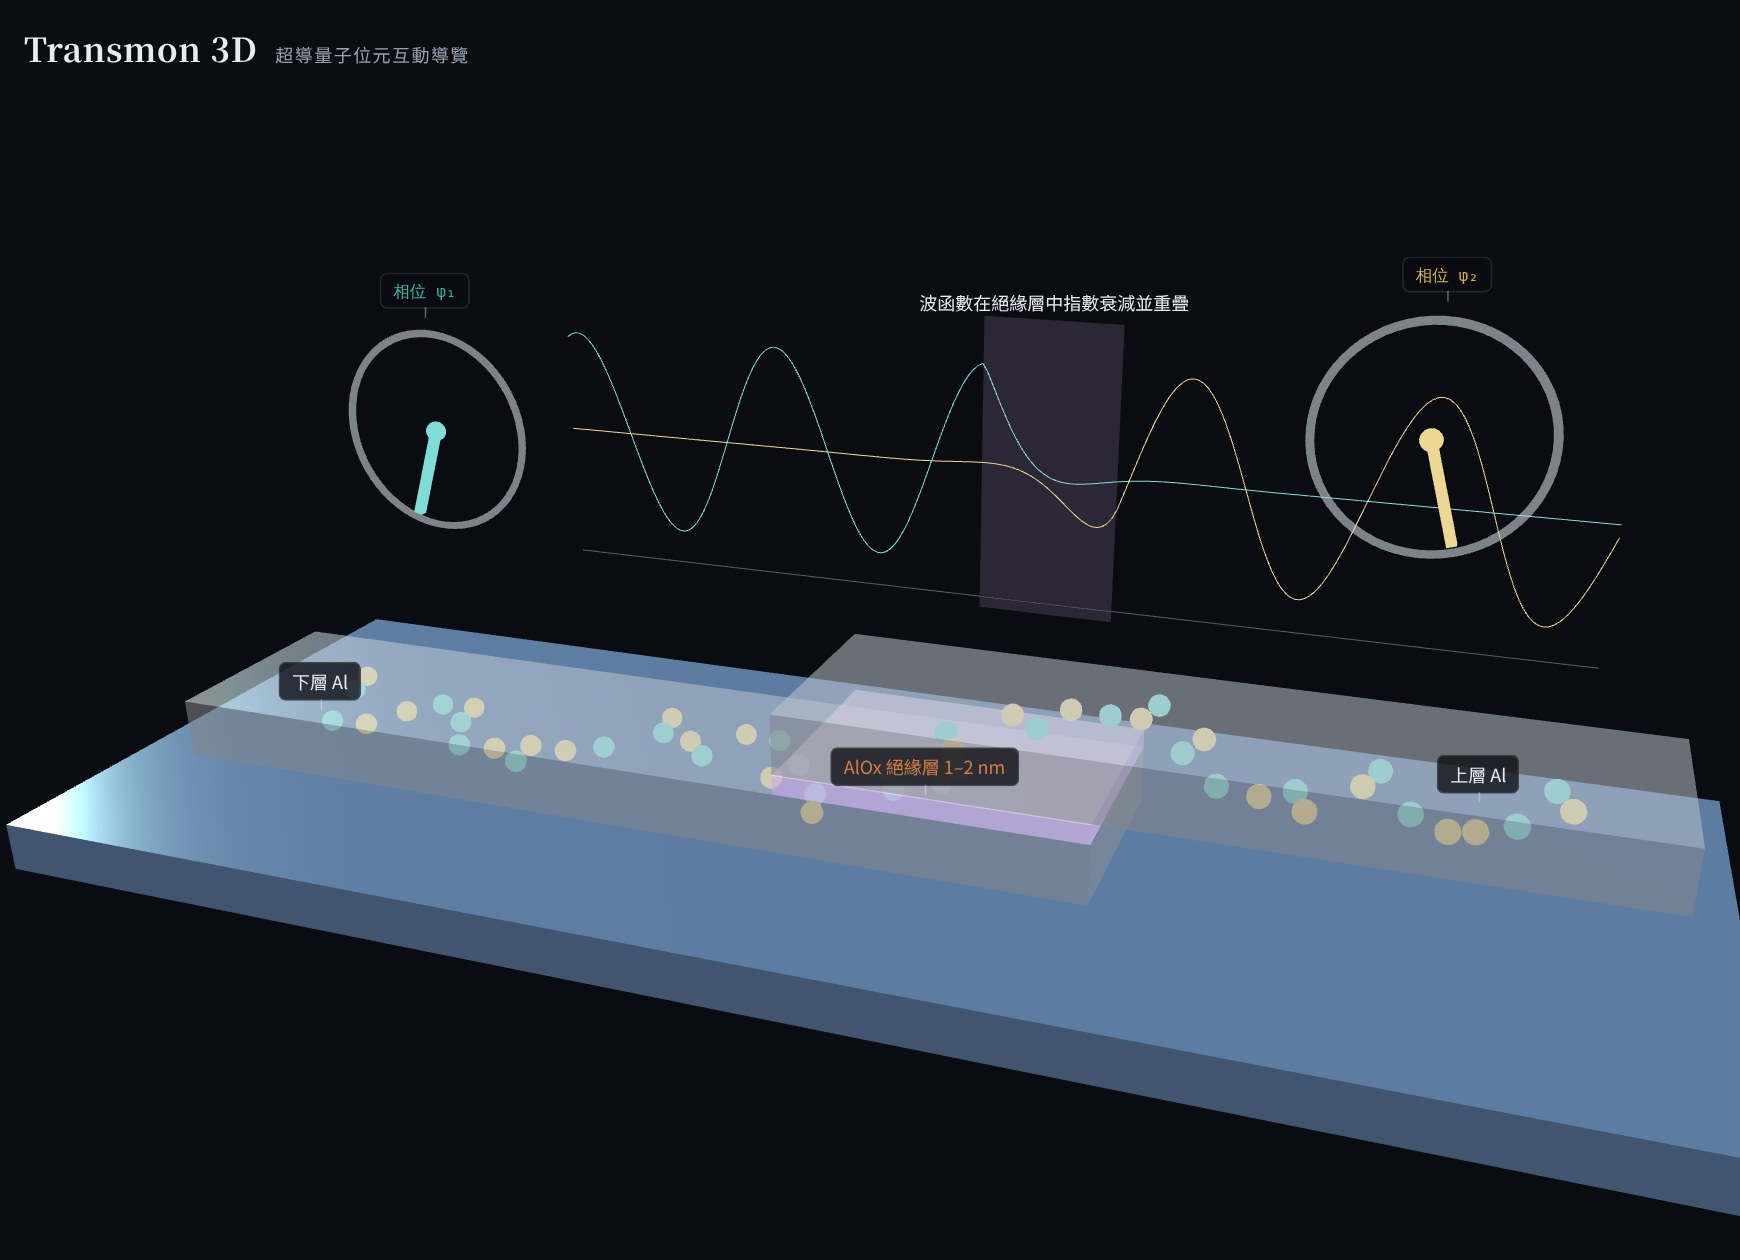 Transmon 3D 超導量子位元互動導覽
相位 φ₂
相位 φ₁
波函數在絕緣層中指數衰減並重疊
下層 Al
AlOx 絕緣層 1–2 nm
上層 Al